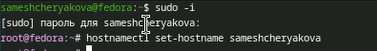 sameshcheryakova@fedora:~$ sudo -i
[sudo] пароль для sameshcheryakova:
root@fedora:~# hostnamectl set-hostname sameshcheryakova